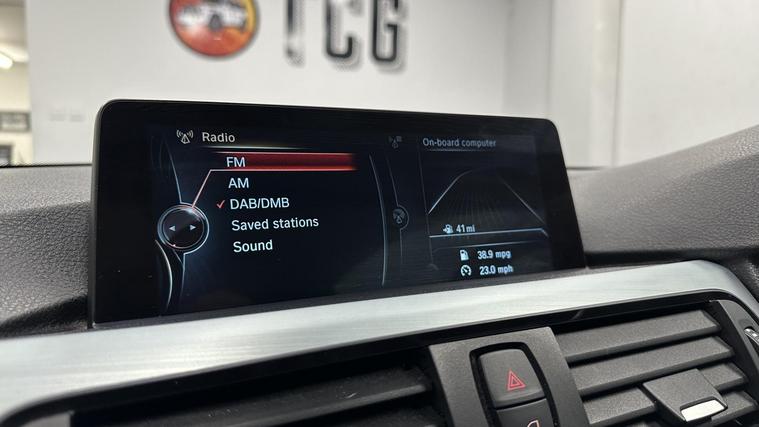 TCG
Radio
FM
AM
DAB/DMB
Saved stations
Sound
On-board computer
41 mi
38.9 mpg
23.0 mph